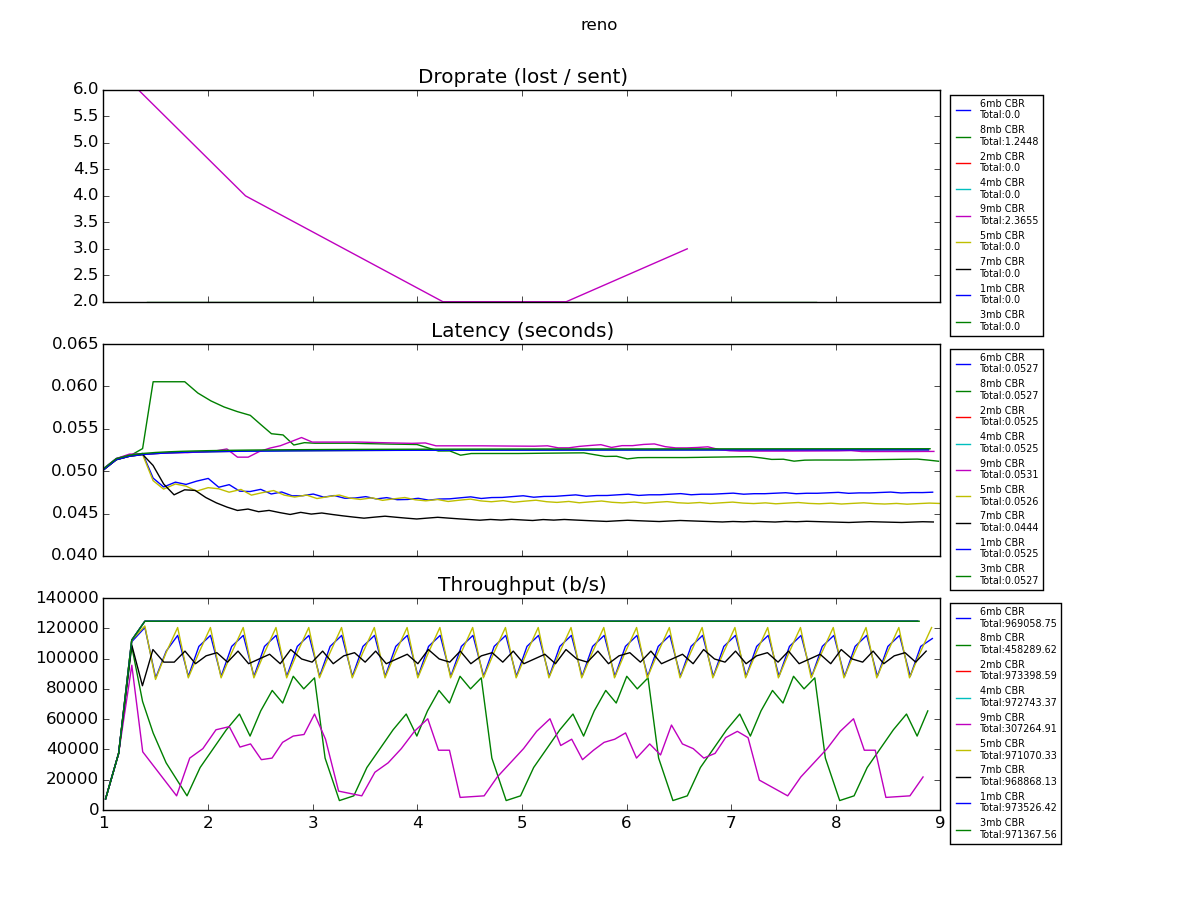 reno
Droprate (lost / sent)
6.0
5.5
5.0
4.5
4.0
3.5
3.0
2.5
2.0
6mb CBR
Total:0.0
8mb CBR
Total:1.2448
2mb CBR
Total:0.0
4mb CBR
Total:0.0
9mb CBR
Total:2.3655
5mb CBR
Total:0.0
7mb CBR
Total:0.0
1mb CBR
Total:0.0
3mb CBR
Total:0.0
Latency (seconds)
0.065
0.060
0.055
0.050
0.045
0.040
6mb CBR
Total:0.0527
8mb CBR
Total:0.0527
2mb CBR
Total:0.0525
4mb CBR
Total:0.0525
9mb CBR
Total:0.0531
5mb CBR
Total:0.0526
7mb CBR
Total:0.0444
1mb CBR
Total:0.0525
3mb CBR
Total:0.0527
Throughput (b/s)
140000
120000
100000
80000
60000
40000
20000
0
1 2 3 4 5 6 7 8 9
6mb CBR
Total:969058.75
8mb CBR
Total:458289.62
2mb CBR
Total:973398.59
4mb CBR
Total:972743.37
9mb CBR
Total:307264.91
5mb CBR
Total:971070.33
7mb CBR
Total:968868.13
1mb CBR
Total:973526.42
3mb CBR
Total:971367.56